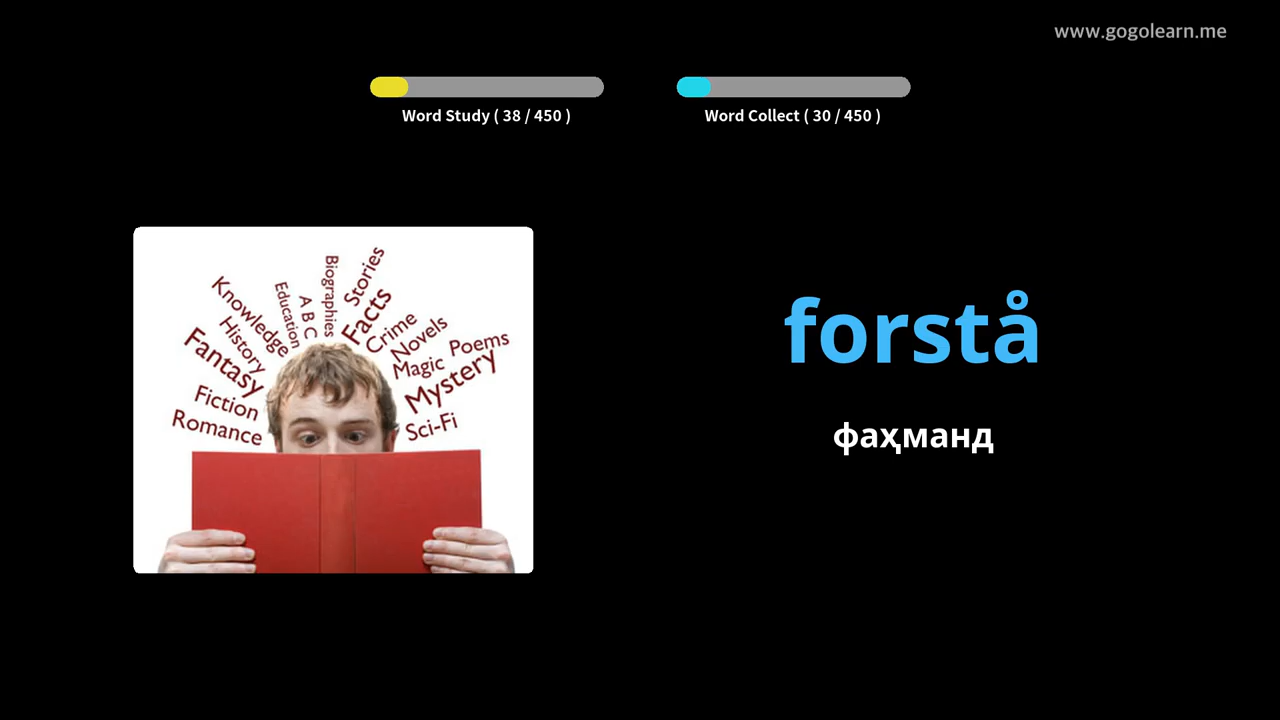 www.gogolearn.me
Word Study ( 38 / 450 )
Word Collect ( 30 / 450 )
Romance
Fiction
Fantasy
History
Knowledge
Education
A B C
Biographies
Stories
Facts
Crime
Novels
Magic
Poems
Mystery
Sci-Fi
forstå
фаҳманд